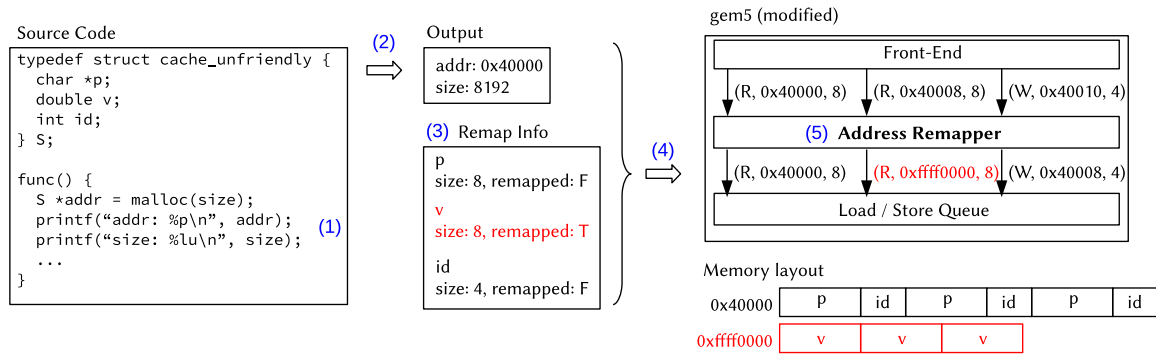 Source Code
typedef struct cache_unfriendly {
char *p;
double v;
int id;
} S;
func() {
S *addr = malloc(size);
printf(“addr: %p\n”, addr);
printf(“size: %lu\n”, size);
(1)
...
}
(2)
Output
addr: 0x40000
size: 8192
(3) Remap Info
p
size: 8, remapped: F
v
size: 8, remapped: T
id
size: 4, remapped: F
(4)
gem5 (modified)
Front-End
(R, 0x40000, 8) (R, 0x40008, 8) (W, 0x40010, 4)
(5) Address Remapper
(R, 0x40000, 8) (R, 0xffff0000, 8) (W, 0x40008, 4)
Load / Store Queue
Memory layout
0x40000 p id p id p id
0xffff0000 v v v